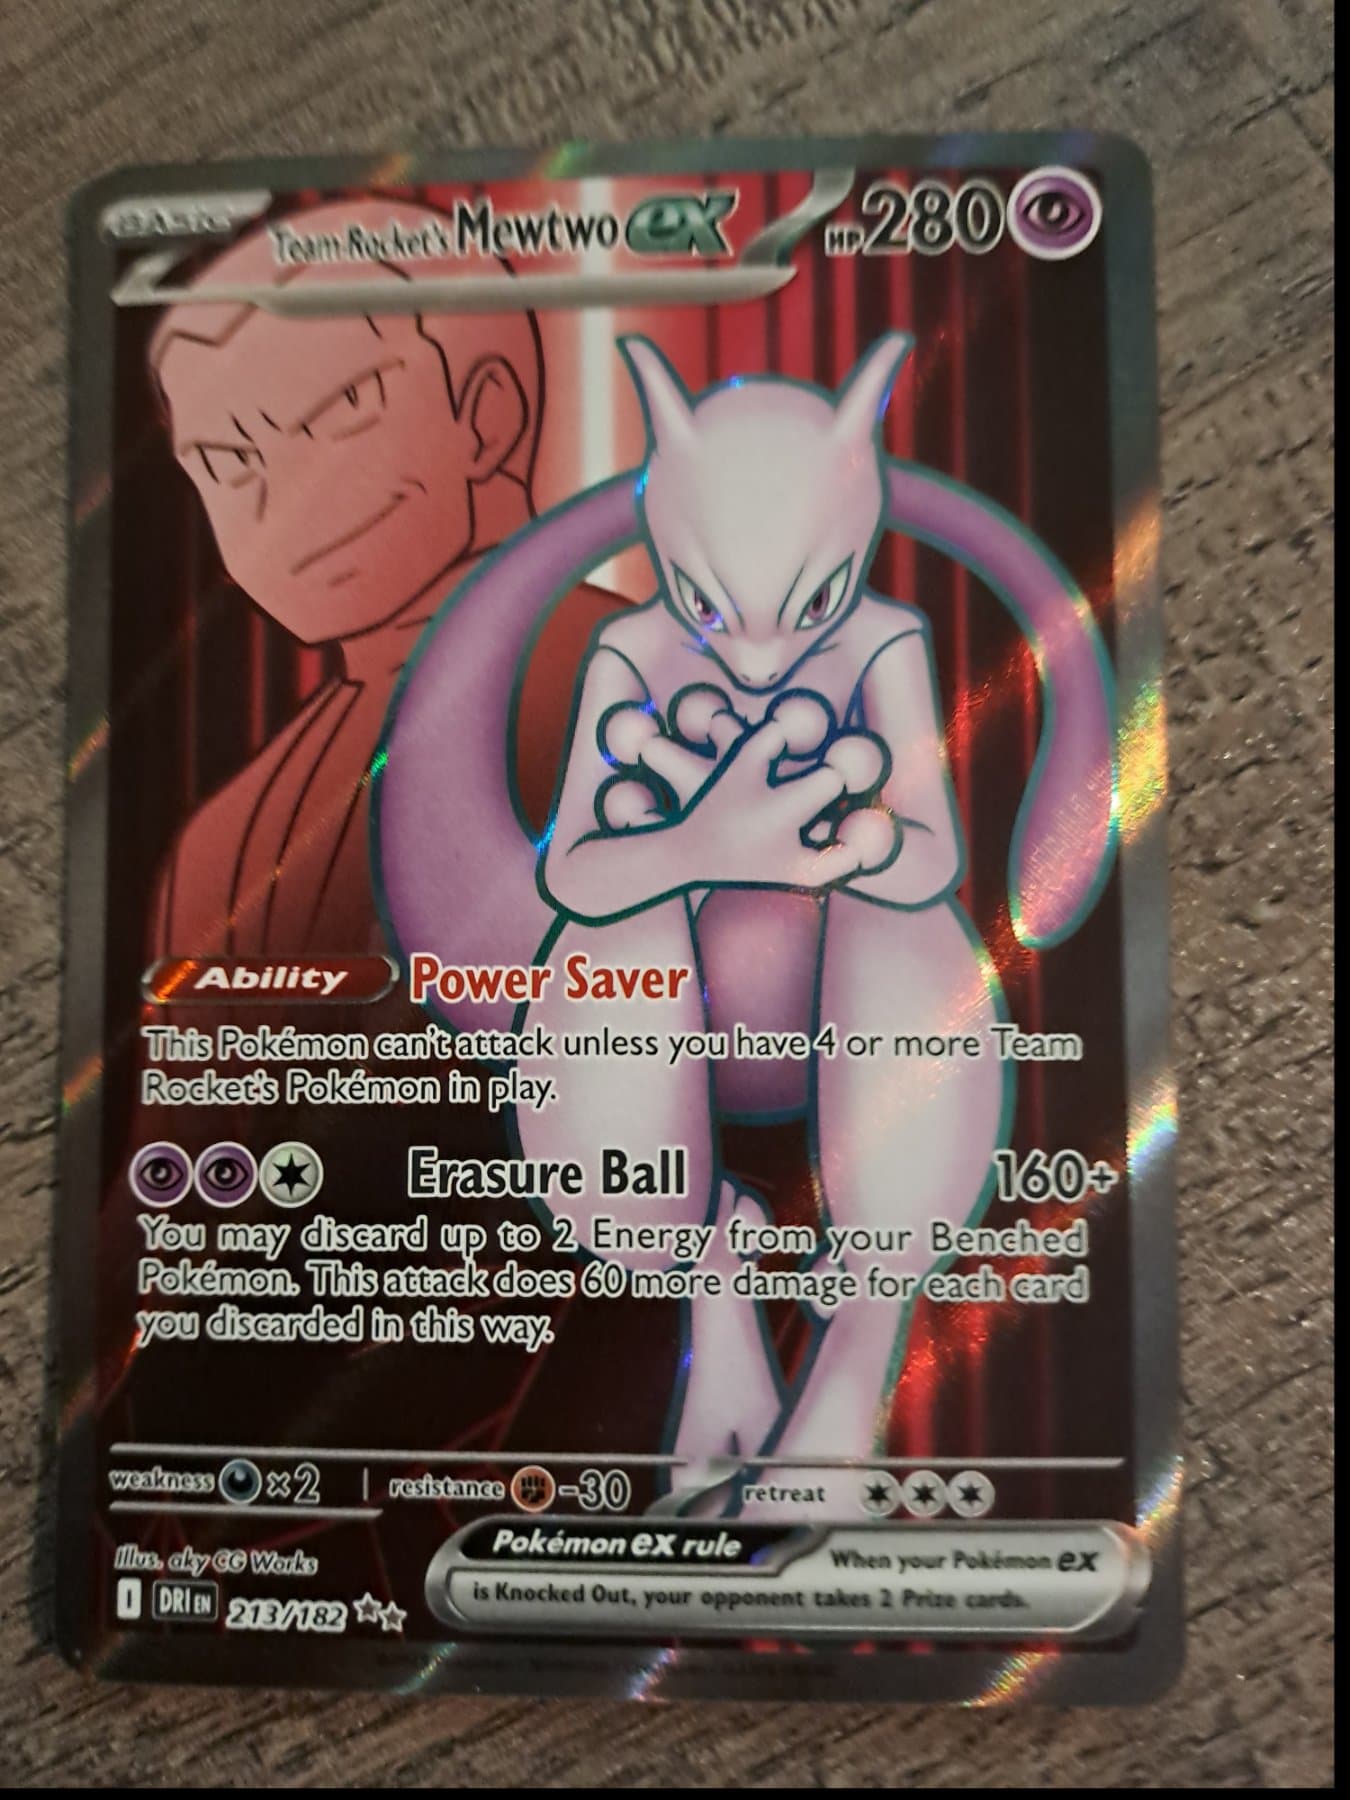 BASIC
Team Rocket's Mewtwo ex HP 280
Ability Power Saver
This Pokémon can't attack unless you have 4 or more Team
Rocket's Pokémon in play.
Erasure Ball 160+
You may discard up to 2 Energy from your Benched
Pokémon. This attack does 60 more damage for each card
you discarded in this way.
weakness ×2 | resistance -30 retreat
Illus. aky CG Works
I DRI EN 213/182
Pokémon ex rule When your Pokémon ex
is Knocked Out, your opponent takes 2 Prize cards.